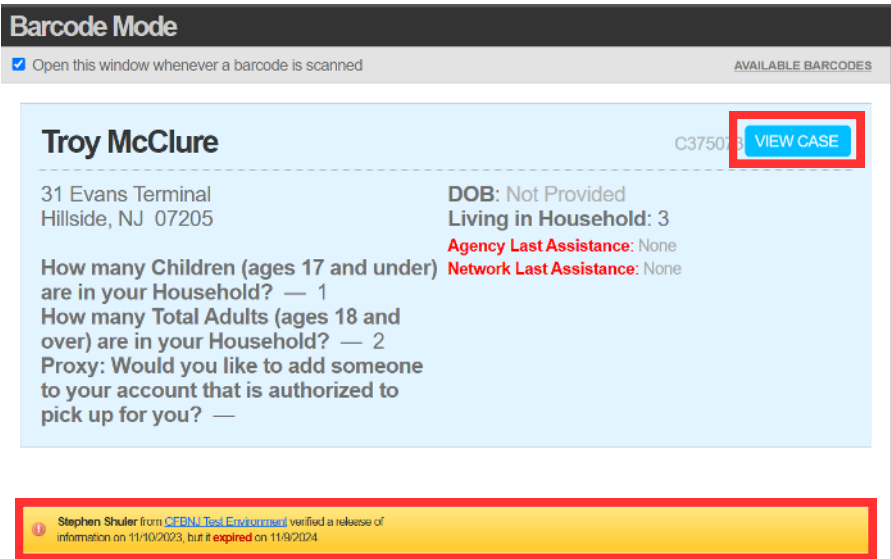 Barcode Mode
Open this window whenever a barcode is scanned
AVAILABLE BARCODES
Troy McClure
C375073
VIEW CASE
31 Evans Terminal
Hillside, NJ 07205
DOB: Not Provided
Living in Household: 3
Agency Last Assistance: None
Network Last Assistance: None
How many Children (ages 17 and under)
are in your Household? — 1
How many Total Adults (ages 18 and
over) are in your Household? — 2
Proxy: Would you like to add someone
to your account that is authorized to
pick up for you? —
Stephen Shuler from CFBNJ Test Environment verified a release of
information on 11/10/2023, but it expired on 11/9/2024.